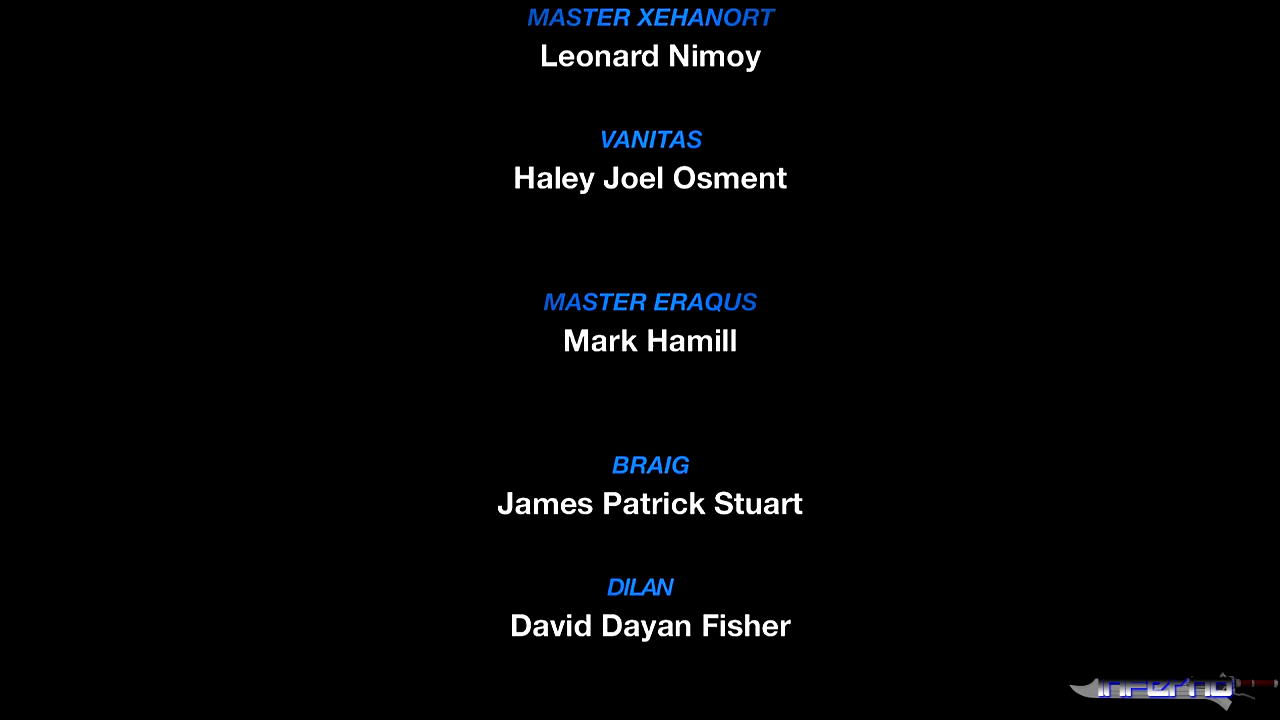 MASTER XEHANORT
Leonard Nimoy
VANITAS
Haley Joel Osment
MASTER ERAQUS
Mark Hamill
BRAIG
James Patrick Stuart
DILAN
David Dayan Fisher
INFERNO